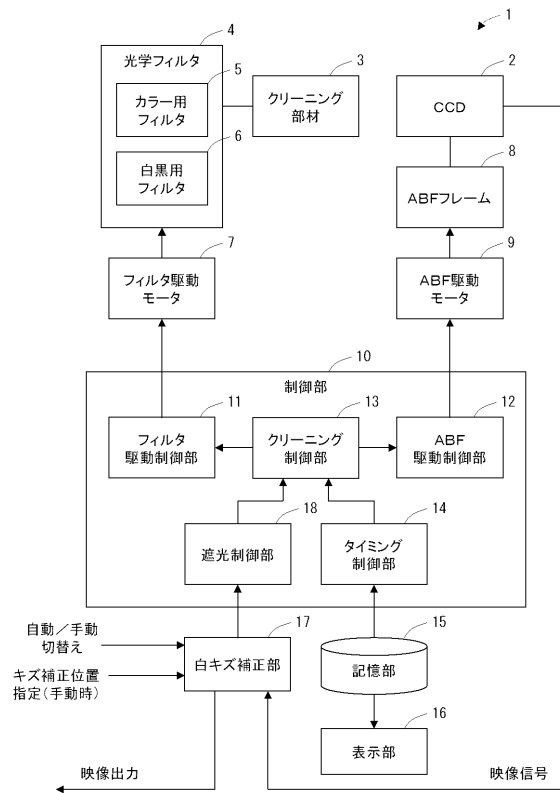 1
4
光学フィルタ
5
カラー用
フィルタ
6
白黒用
フィルタ
3
クリーニング
部材
2
CCD
8
ABFフレーム
7
フィルタ駆動
モータ
9
ABF駆動
モータ
10
制御部
11
フィルタ
駆動制御部
13
クリーニング
制御部
12
ABF
駆動制御部
18
遮光制御部
14
タイミング
制御部
自動／手動
切替え
キズ補正位置
指定(手動時)
17
白キズ補正部
15
記憶部
16
表示部
映像出力
映像信号